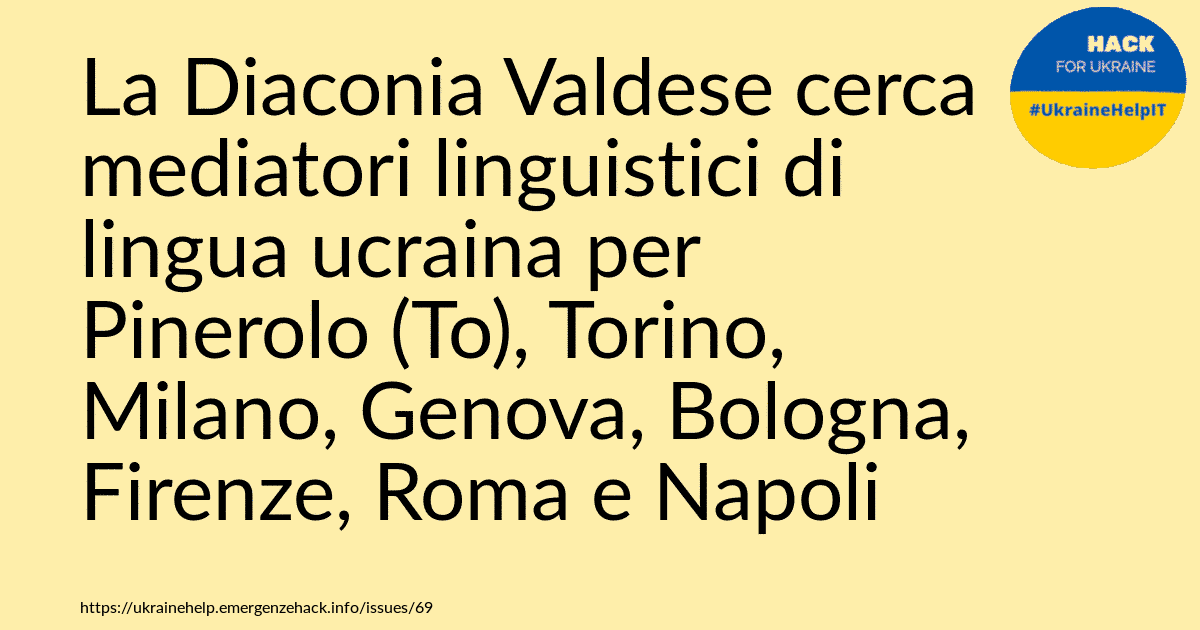 La Diaconia Valdese cerca
mediatori linguistici di
lingua ucraina per
Pinerolo (To), Torino,
Milano, Genova, Bologna,
Firenze, Roma e Napoli
HACK
FOR UKRAINE
#UkraineHelpIT
https://ukrainehelp.emergenzehack.info/issues/69